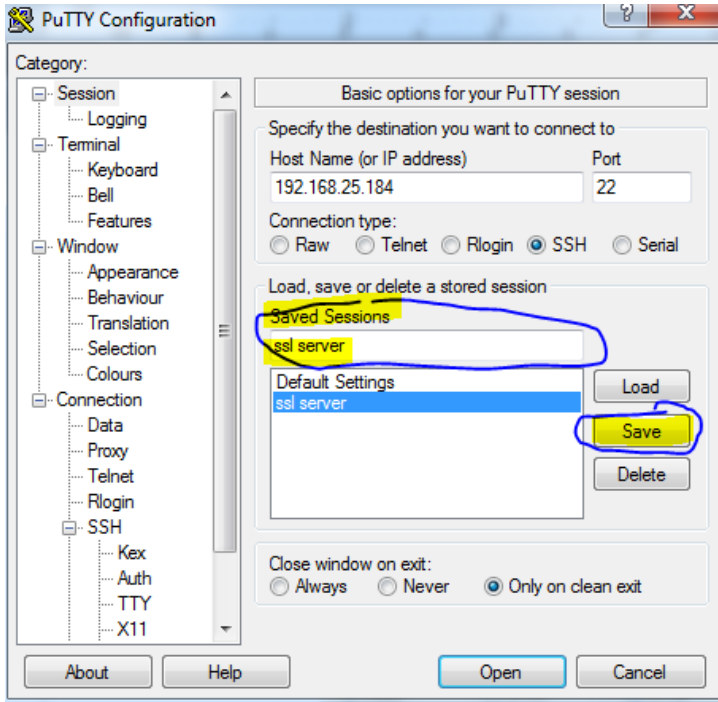 PuTTY Configuration
Category:
Session
Logging
Terminal
Keyboard
Bell
Features
Window
Appearance
Behaviour
Translation
Selection
Colours
Connection
Data
Proxy
Telnet
Rlogin
SSH
Kex
Auth
TTY
X11
Basic options for your PuTTY session
Specify the destination you want to connect to
Host Name (or IP address) Port
192.168.25.184 22
Connection type:
Raw Telnet Rlogin SSH Serial
Load, save or delete a stored session
Saved Sessions
ssl server
Default Settings
ssl server
Load
Save
Delete
Close window on exit:
Always Never Only on clean exit
About Help Open Cancel